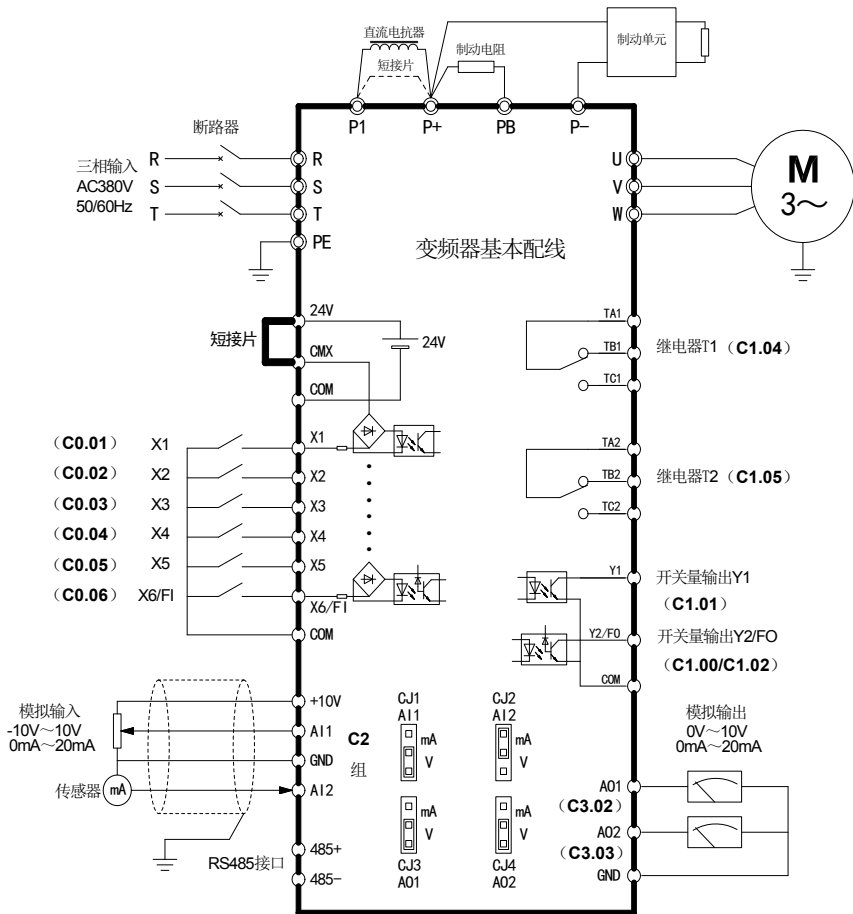 直流电抗器
短接片
制动电阻
制动单元
P1
P+
PB
P-
断路器
三相输入
AC380V
50/60Hz
R
S
T
R
S
T
PE
变频器基本配线
U
V
W
M
3～
短接片
24V
CMX
COM
24V
TA1
TB1
TC1
继电器T1（C1.04）
TA2
TB2
TC2
继电器T2（C1.05）
（C0.01） X1
（C0.02） X2
（C0.03） X3
（C0.04） X4
（C0.05） X5
（C0.06） X6/FI
X1
X2
X3
X4
X5
X6/FI
COM
Y1
开关量输出Y1
（C1.01）
Y2/FO
开关量输出Y2/FO
（C1.00/C1.02）
COM
模拟输入
-10V～10V
0mA～20mA
传感器
mA
+10V
AI1
GND
AI2
C2
组
CJ1
AI1
mA
V
CJ2
AI2
mA
V
mA
V
CJ3
AO1
mA
V
CJ4
AO2
模拟输出
0V～10V
0mA～20mA
AO1
（C3.02）
AO2
（C3.03）
GND
RS485接口
485+
485-